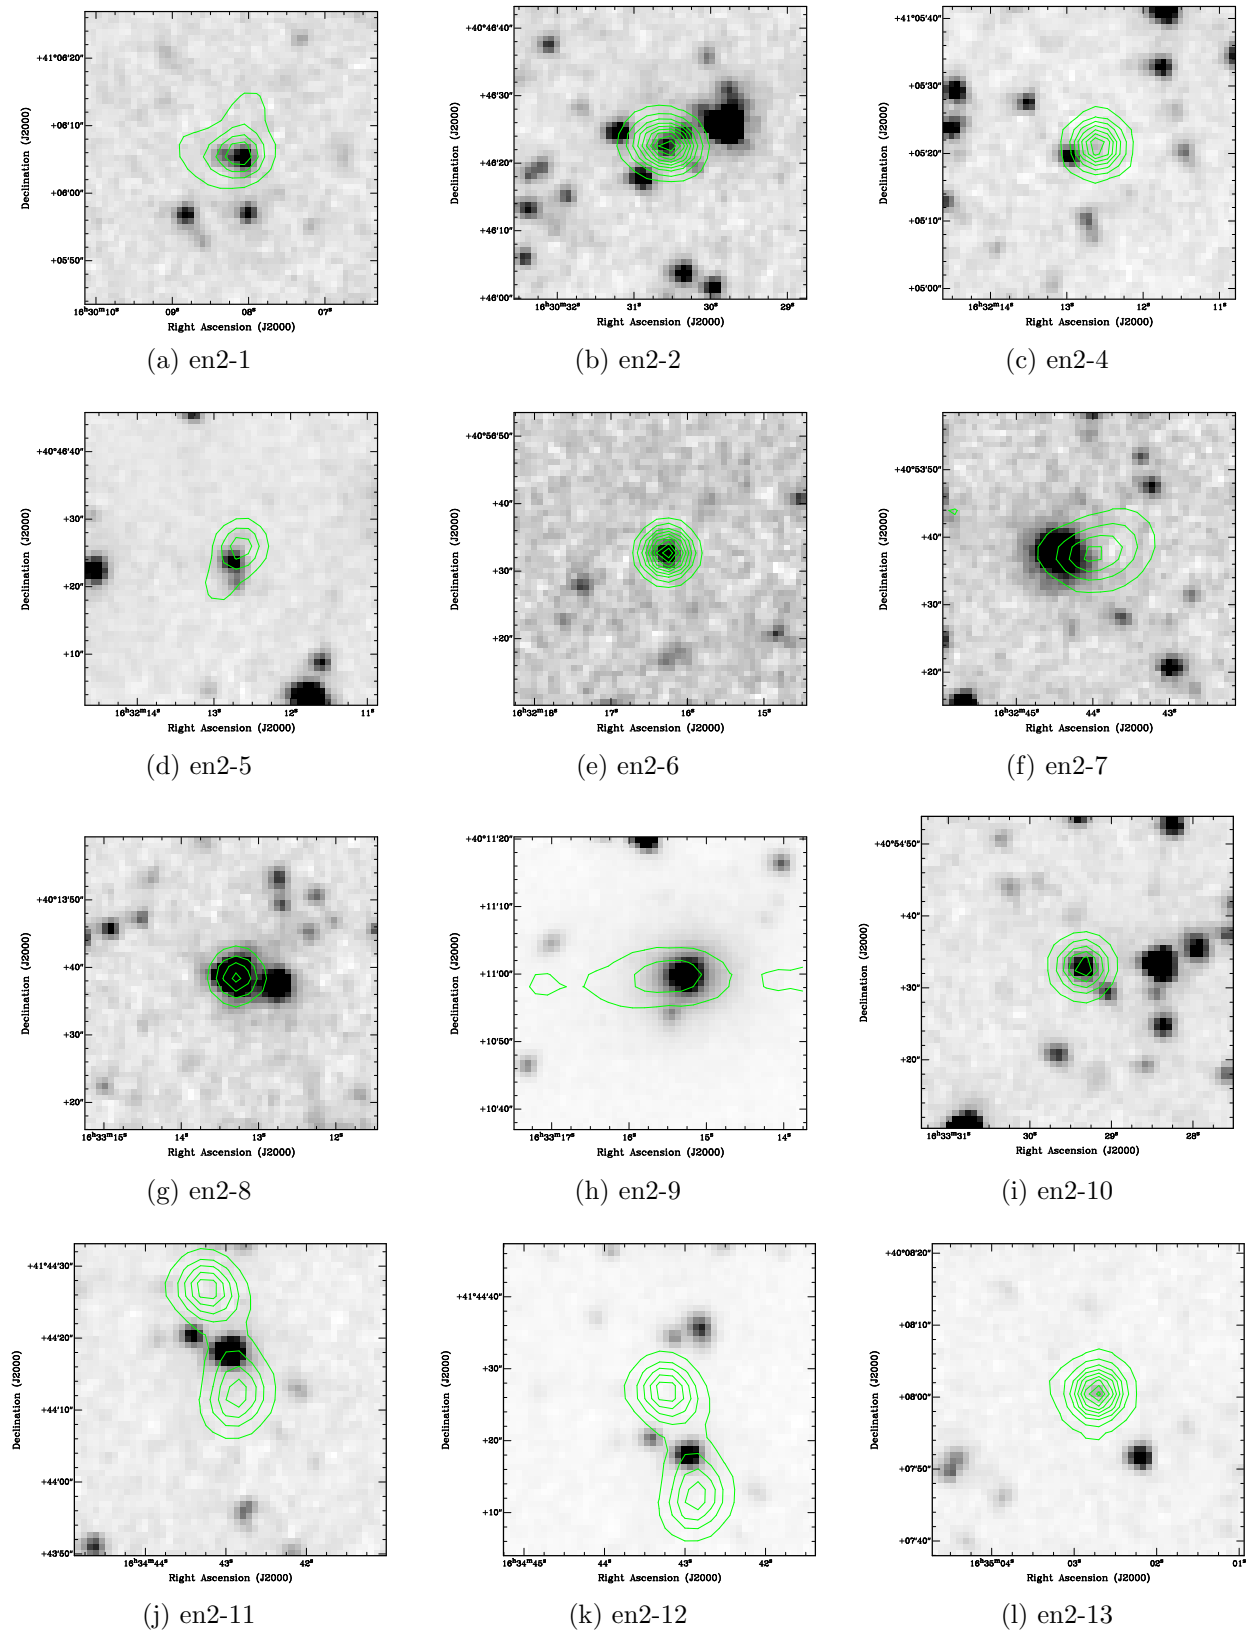 +41°06'20"
+06'10"
+06'00"
+05'50"
16ʰ30ᵐ10ˢ 09ˢ 08ˢ 07ˢ
Declination (J2000)
Right Ascension (J2000)
(a) en2-1
+40°46'40"
+46'30"
+46'20"
+46'10"
+46'00"
16ʰ30ᵐ32ˢ 31ˢ 30ˢ 29ˢ
Declination (J2000)
Right Ascension (J2000)
(b) en2-2
+41°05'40"
+05'30"
+05'20"
+05'10"
+05'00"
16ʰ32ᵐ14ˢ 13ˢ 12ˢ 11ˢ
Declination (J2000)
Right Ascension (J2000)
(c) en2-4
+40°46'40"
+30"
+20"
+10"
16ʰ32ᵐ14ˢ 13ˢ 12ˢ 11ˢ
Declination (J2000)
Right Ascension (J2000)
(d) en2-5
+40°56'50"
+40"
+30"
+20"
16ʰ32ᵐ18ˢ 17ˢ 16ˢ 15ˢ
Declination (J2000)
Right Ascension (J2000)
(e) en2-6
+40°53'50"
+40"
+30"
+20"
16ʰ32ᵐ45ˢ 44ˢ 43ˢ
Declination (J2000)
Right Ascension (J2000)
(f) en2-7
+40°13'50"
+40"
+30"
+20"
16ʰ33ᵐ15ˢ 14ˢ 13ˢ 12ˢ
Declination (J2000)
Right Ascension (J2000)
(g) en2-8
+40°11'20"
+11'10"
+11'00"
+10'50"
+10'40"
16ʰ33ᵐ17ˢ 16ˢ 15ˢ 14ˢ
Declination (J2000)
Right Ascension (J2000)
(h) en2-9
+40°54'50"
+40"
+30"
+20"
16ʰ33ᵐ31ˢ 30ˢ 29ˢ 28ˢ
Declination (J2000)
Right Ascension (J2000)
(i) en2-10
+41°44'30"
+44'20"
+44'10"
+44'00"
+43'50"
16ʰ34ᵐ44ˢ 43ˢ 42ˢ
Declination (J2000)
Right Ascension (J2000)
(j) en2-11
+41°44'40"
+30"
+20"
+10"
16ʰ34ᵐ45ˢ 44ˢ 43ˢ 42ˢ
Declination (J2000)
Right Ascension (J2000)
(k) en2-12
+40°08'20"
+08'10"
+08'00"
+07'50"
+07'40"
16ʰ35ᵐ04ˢ 03ˢ 02ˢ 01ˢ
Declination (J2000)
Right Ascension (J2000)
(l) en2-13